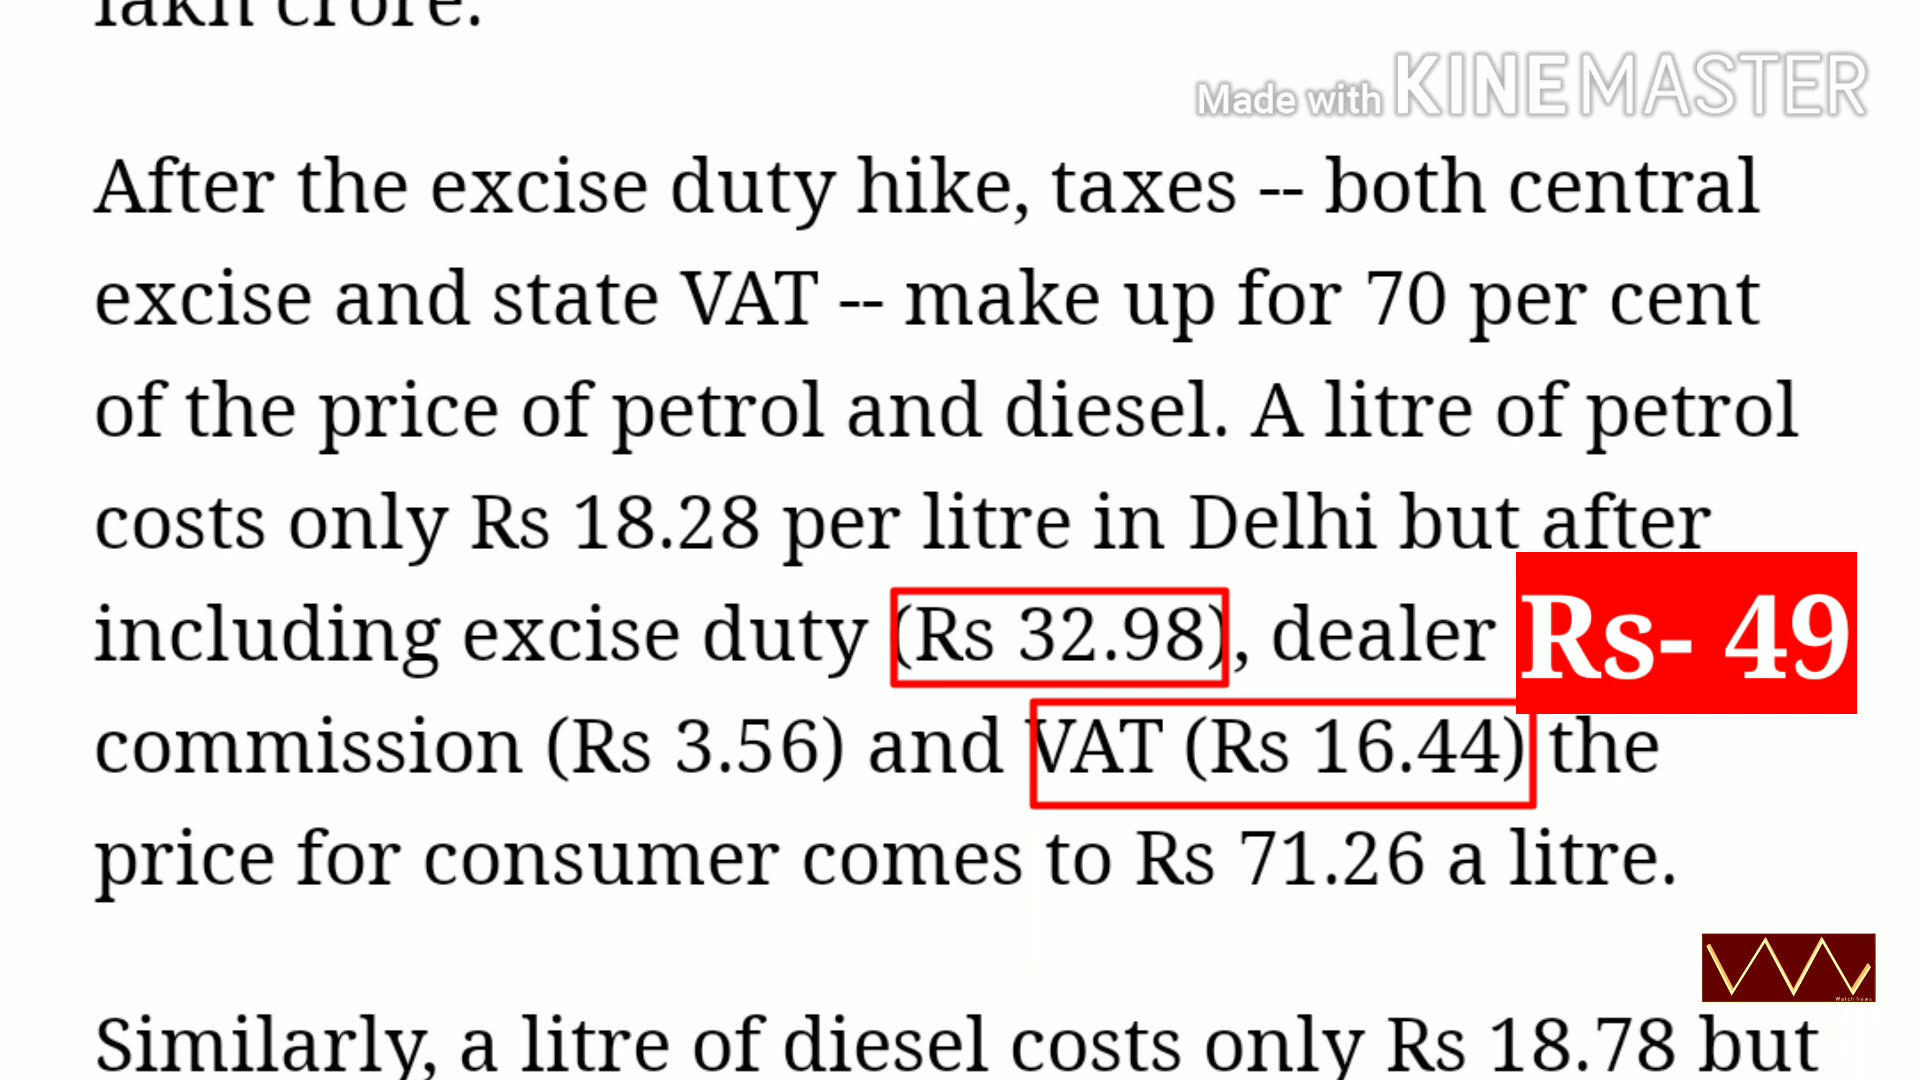 lakh crore.
Made with KINEMASTER
After the excise duty hike, taxes -- both central
excise and state VAT -- make up for 70 per cent
of the price of petrol and diesel. A litre of petrol
costs only Rs 18.28 per litre in Delhi but after
including excise duty (Rs 32.98), dealer
Rs- 49
commission (Rs 3.56) and VAT (Rs 16.44) the
price for consumer comes to Rs 71.26 a litre.
Watch News
Similarly, a litre of diesel costs only Rs 18.78 but